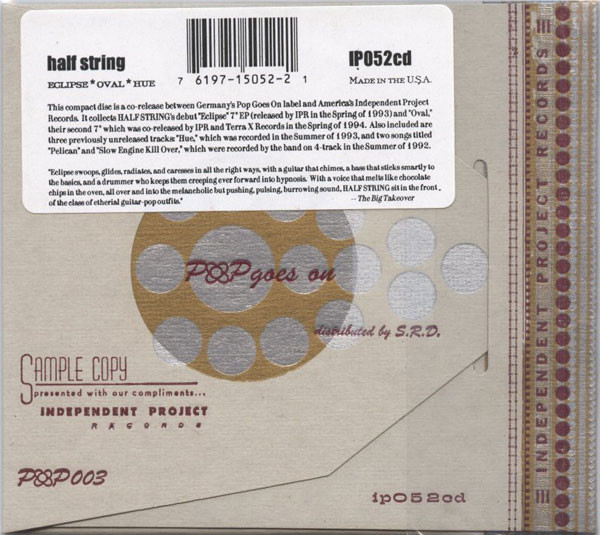 half string
IP052cd
ECLIPSE*OVAL*HUE
7 61971-15052-2 1
MADE IN THE U.S.A.
This compact disc is a co-release between Germany's Pop Goes On label and America's Independent Project
Records. It collects HALF STRING'S debut "Eclipse" 7" EP (released by IPR in the Spring of 1993) and "Oval,"
their second 7" which was co-released by IPR and Terra X Records in the Spring of 1994. Also included are
three previously unreleased tracks: "Hue," which was recorded in the Summer of 1993, and two songs titled
"Pelican" and "Slow Engine Kill Over," which were recorded by the band on 4-track in the Summer of 1992.
"Eclipse swoops, glides, radiates, and caresses in all the right ways, with a guitar that chimes, a bass that sticks smartly to
the basics, and a drummer who keeps them creeping ever forward into hypnosis. With a voice that melts like chocolate
chips in the oven, all over and into the melancholic but pushing, pulsing, burrowing sound, HALF STRING sit in the front
of the class of etherial guitar-pop outfits."
-- The Big Takeover
POP goes on
distributed by S.R.D.
SAMPLE COPY
presented with our compliments...
INDEPENDENT PROJECT
RECORDS
POP003
ip052cd
INDEPENDENT PROJECT RECORDS